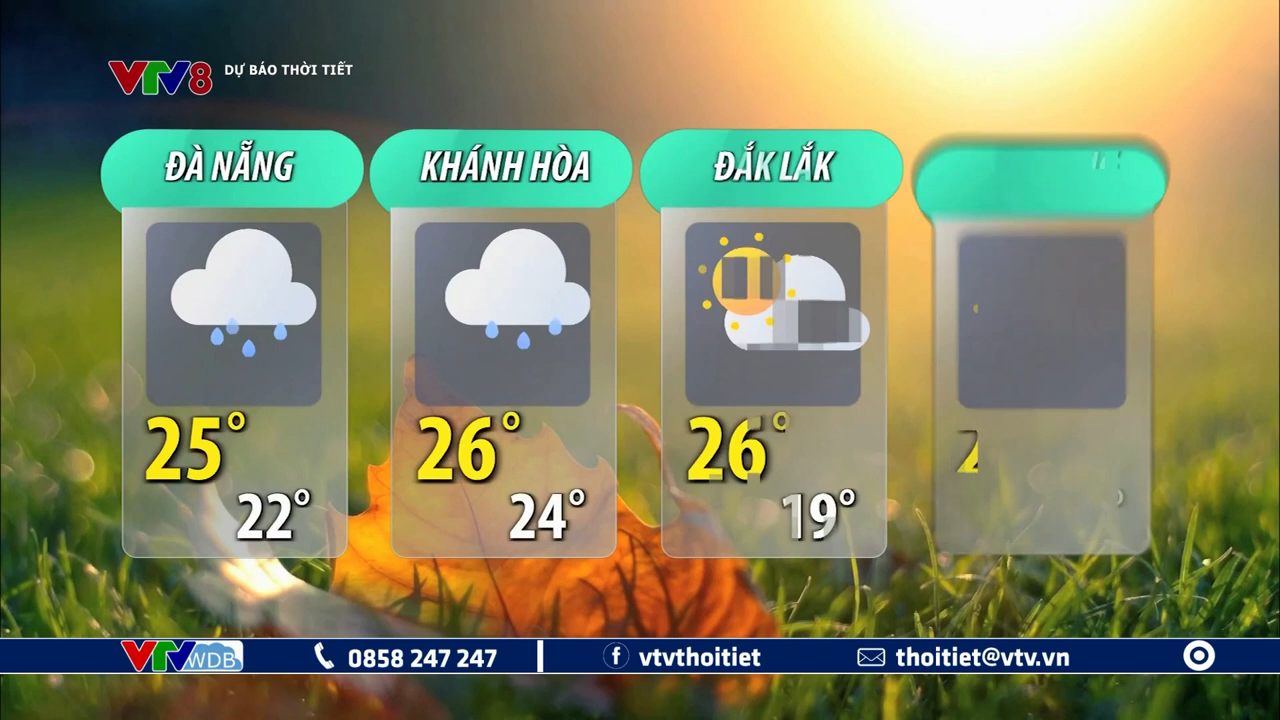 VTV8 DỰ BÁO THỜI TIẾT
ĐÀ NẴNG
25°
22°
KHÁNH HÒA
26°
24°
ĐẮK LẮK
26°
19°
VTV WDB 0858 247 247 vtvthoitiet thoitiet@vtv.vn